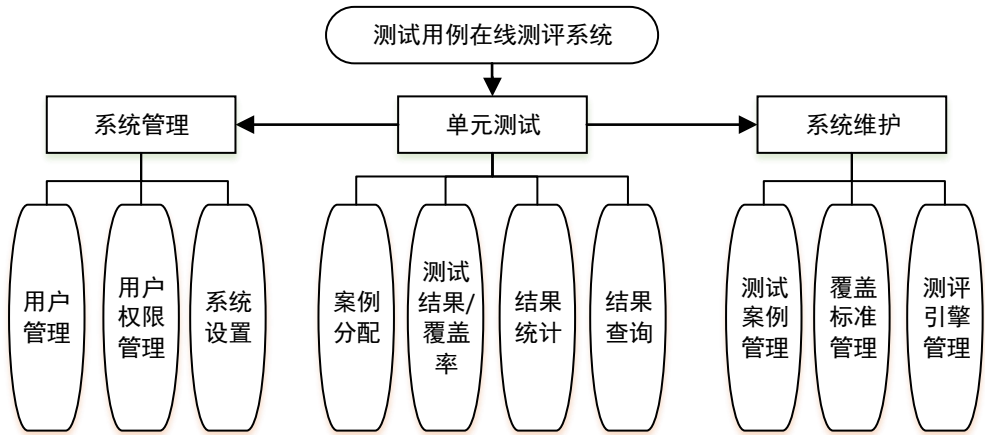 测试用例在线测评系统
系统管理
单元测试
系统维护
用户
管理
用户
权限
管理
系统
设置
案例
分配
测试
结果/
覆盖
率
结果
统计
结果
查询
测试
案例
管理
覆盖
标准
管理
测评
引擎
管理